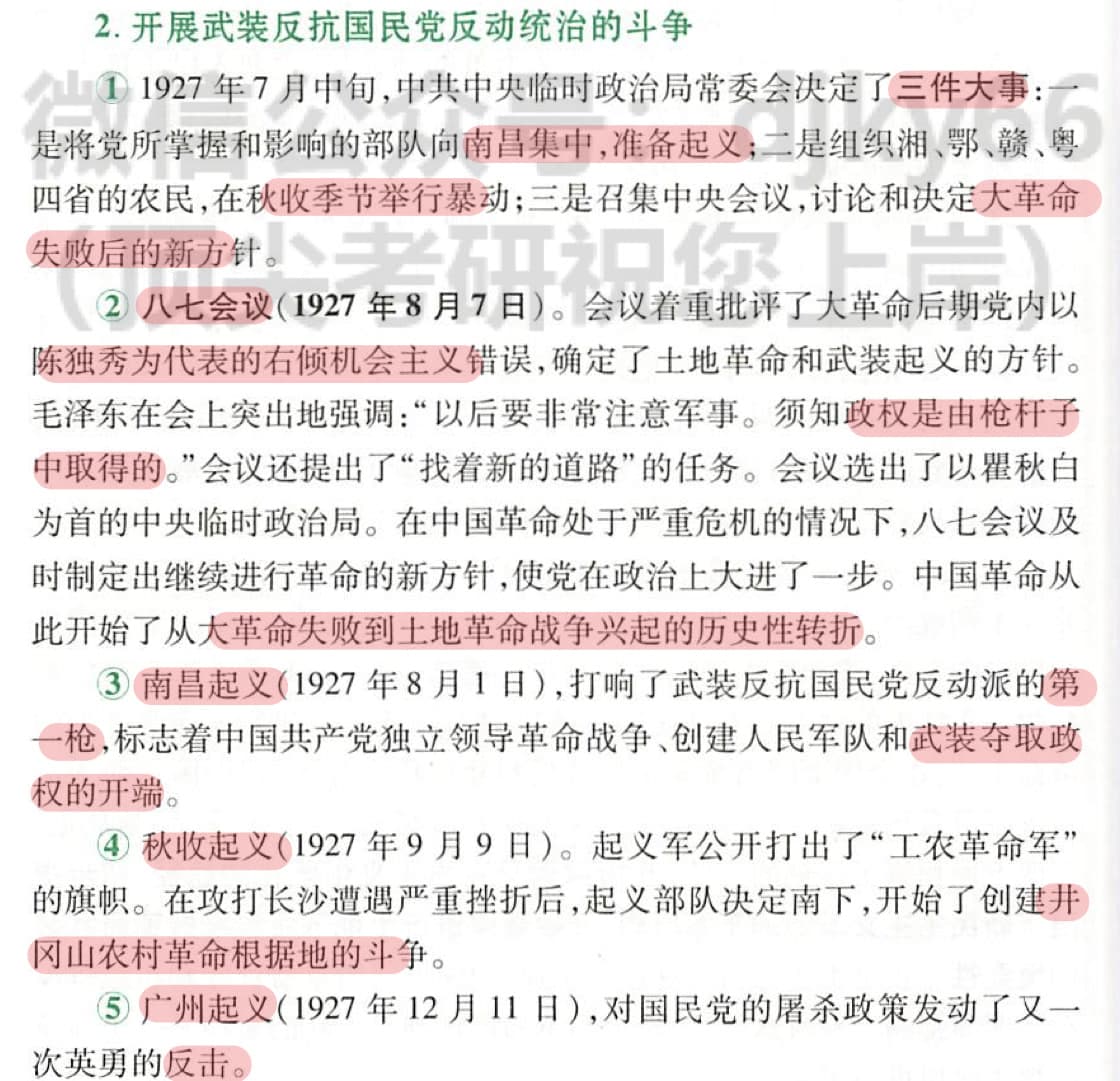 2. 开展武装反抗国民党反动统治的斗争
① 1927 年 7 月中旬,中共中央临时政治局常委会决定了三件大事:一
是将党所掌握和影响的部队向南昌集中,准备起义;二是组织湘、鄂、赣、粤
四省的农民,在秋收季节举行暴动;三是召集中央会议,讨论和决定大革命
失败后的新方针。
② 八七会议(1927 年 8 月 7 日)。会议着重批评了大革命后期党内以
陈独秀为代表的右倾机会主义错误,确定了土地革命和武装起义的方针。
毛泽东在会上突出地强调:“以后要非常注意军事。须知政权是由枪杆子
中取得的。”会议还提出了“找着新的道路”的任务。会议选出了以瞿秋白
为首的中央临时政治局。在中国革命处于严重危机的情况下,八七会议及
时制定出继续进行革命的新方针,使党在政治上大进了一步。中国革命从
此开始了从大革命失败到土地革命战争兴起的历史性转折。
③ 南昌起义(1927 年 8 月 1 日),打响了武装反抗国民党反动派的第
一枪,标志着中国共产党独立领导革命战争、创建人民军队和武装夺取政
权的开端。
④ 秋收起义(1927 年 9 月 9 日)。起义军公开打出了“工农革命军”
的旗帜。在攻打长沙遭遇严重挫折后,起义部队决定南下,开始了创建井
冈山农村革命根据地的斗争。
⑤ 广州起义(1927 年 12 月 11 日),对国民党的屠杀政策发动了又一
次英勇的反击。
微信公众号: djky66
(顶尖考研祝您上岸)